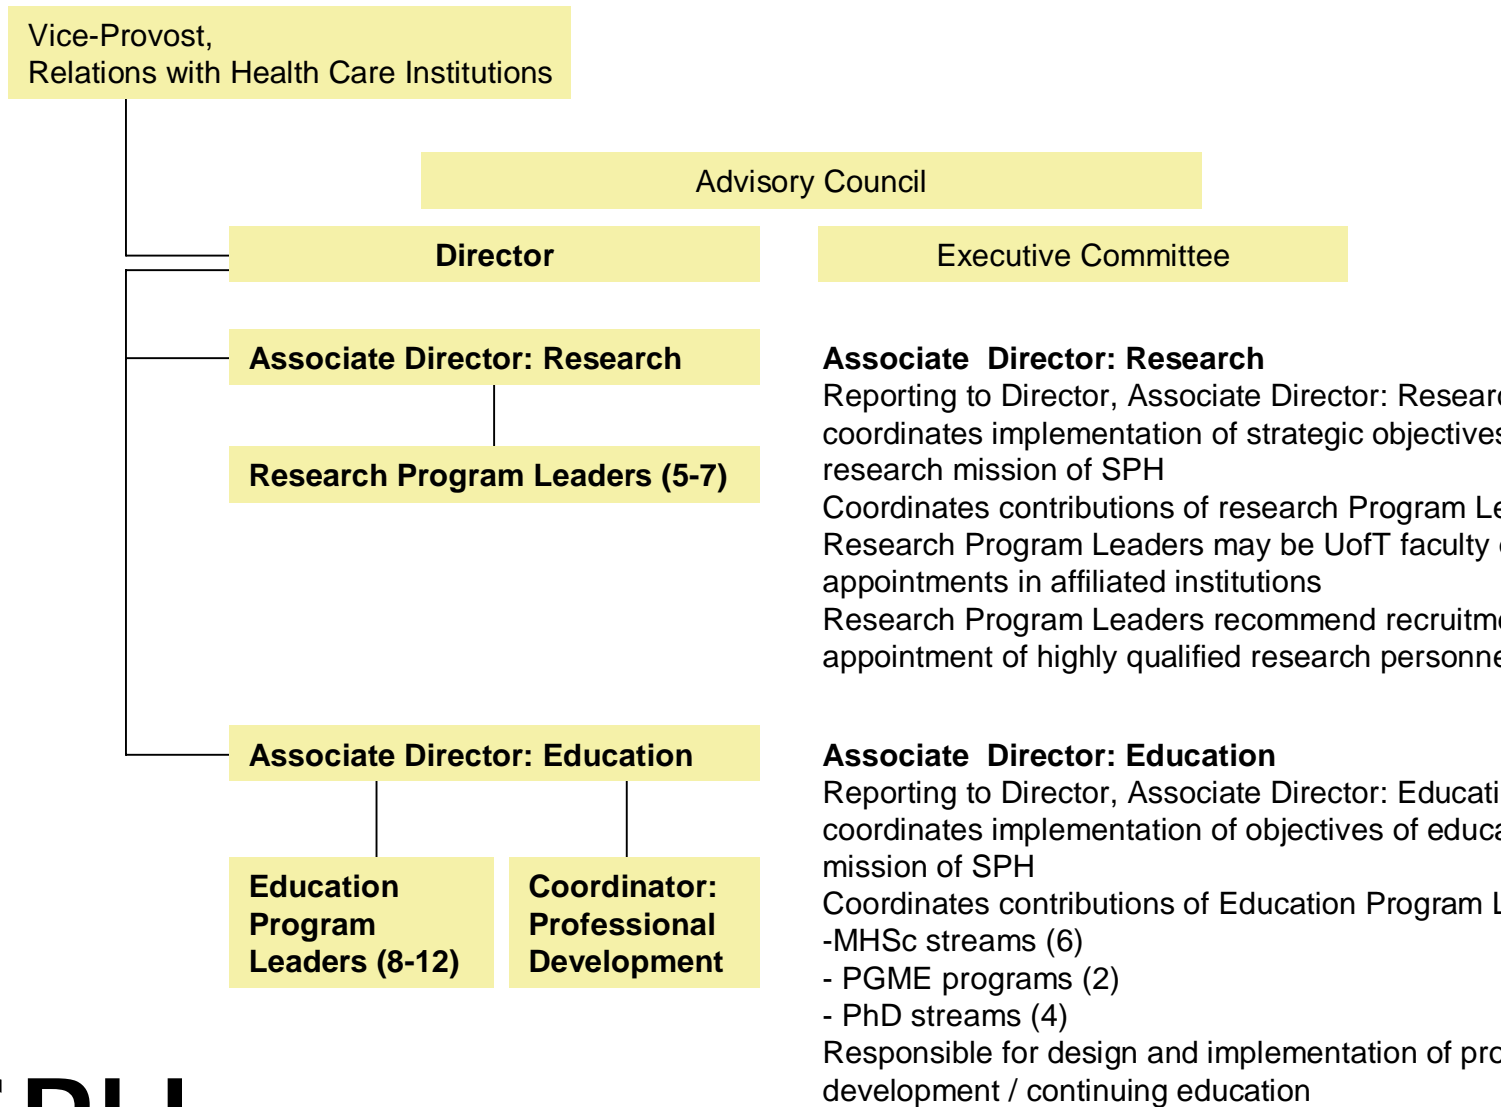 Vice-Provost,
Relations with Health Care Institutions
Advisory Council
Director
Executive Committee
Associate Director: Research
Research Program Leaders (5-7)
Associate Director: Research
Reporting to Director, Associate Director:
coordinates implementation of strategic
research mission of SPH
Coordinates contributions of research Program
Research Program Leaders may be UofT faculty
appointments in affiliated institutions
Research Program Leaders recommend
appointment of highly qualified research
Associate Director: Education
Education
Program
Leaders (8-12)
Coordinator:
Professional
Development
Associate Director: Education
Reporting to Director, Associate Director:
coordinates implementation of objectives of
mission of SPH
Coordinates contributions of Education Program
-MHSc streams (6)
- PGME programs (2)
- PhD streams (4)
Responsible for design and implementation of
development / continuing education